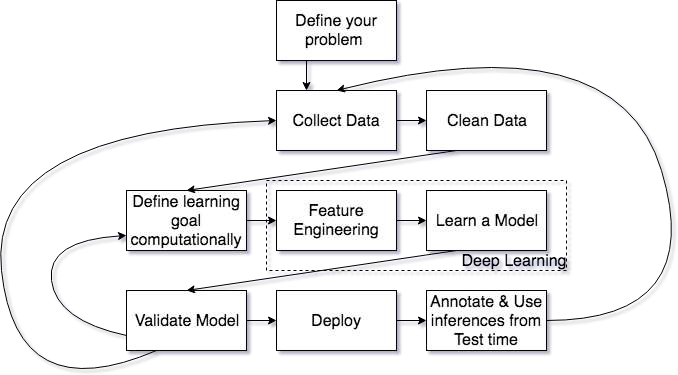 Define your
problem
Collect Data
Clean Data
Define learning
goal
computationally
Feature
Engineering
Learn a Model
Deep Learning
Validate Model
Deploy
Annotate & Use
inferences from
Test time